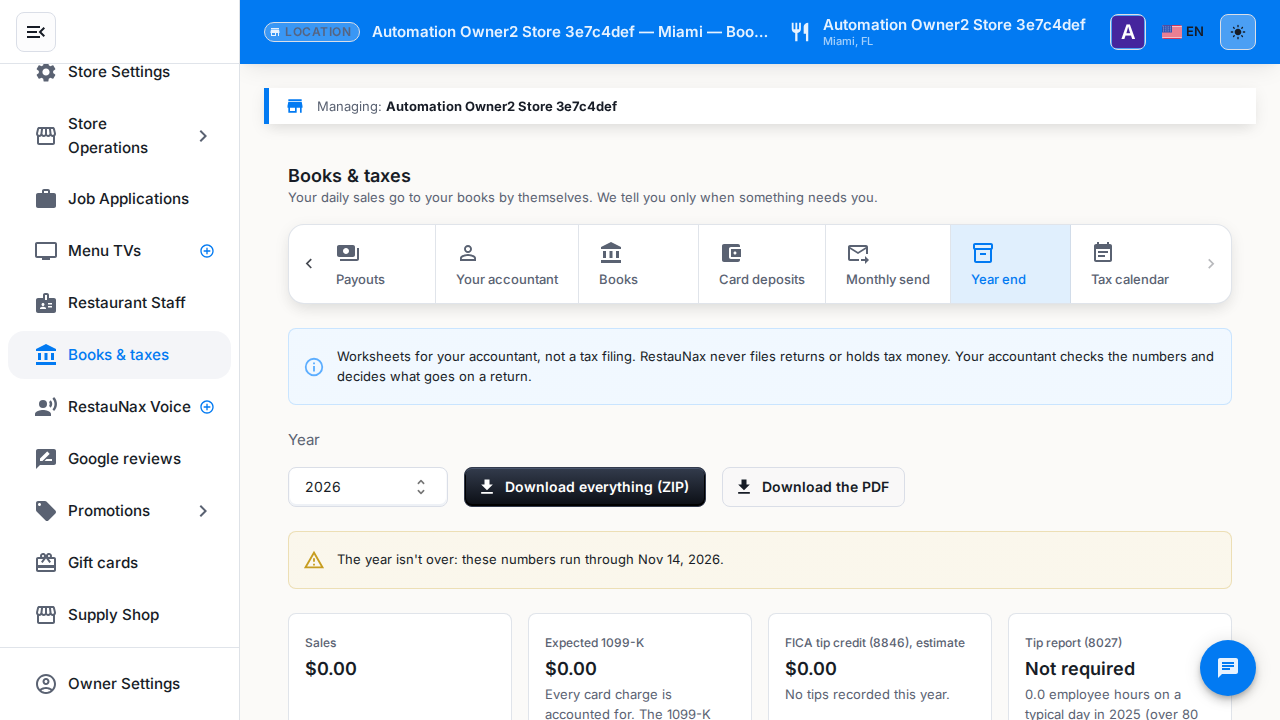 LOCATION
Automation Owner2 Store 3e7c4def — Miami — Boo...
Automation Owner2 Store 3e7c4def
Miami, FL
A
EN
Store Settings
Store
Operations
Job Applications
Menu TVs
Restaurant Staff
Books & taxes
RestauNax Voice
Google reviews
Promotions
Gift cards
Supply Shop
Owner Settings
Managing: Automation Owner2 Store 3e7c4def
Books & taxes
Your daily sales go to your books by themselves. We tell you only when something needs you.
Payouts
Your accountant
Books
Card deposits
Monthly send
Year end
Tax calendar
Worksheets for your accountant, not a tax filing. RestauNax never files returns or holds tax money. Your accountant checks the numbers and
decides what goes on a return.
Year
2026
Download everything (ZIP)
Download the PDF
The year isn't over: these numbers run through Nov 14, 2026.
Sales
$0.00
Expected 1099-K
$0.00
Every card charge is
accounted for. The 1099-K
FICA tip credit (8846), estimate
$0.00
No tips recorded this year.
Tip report (8027)
Not required
0.0 employee hours on a
typical day in 2025 (over 80